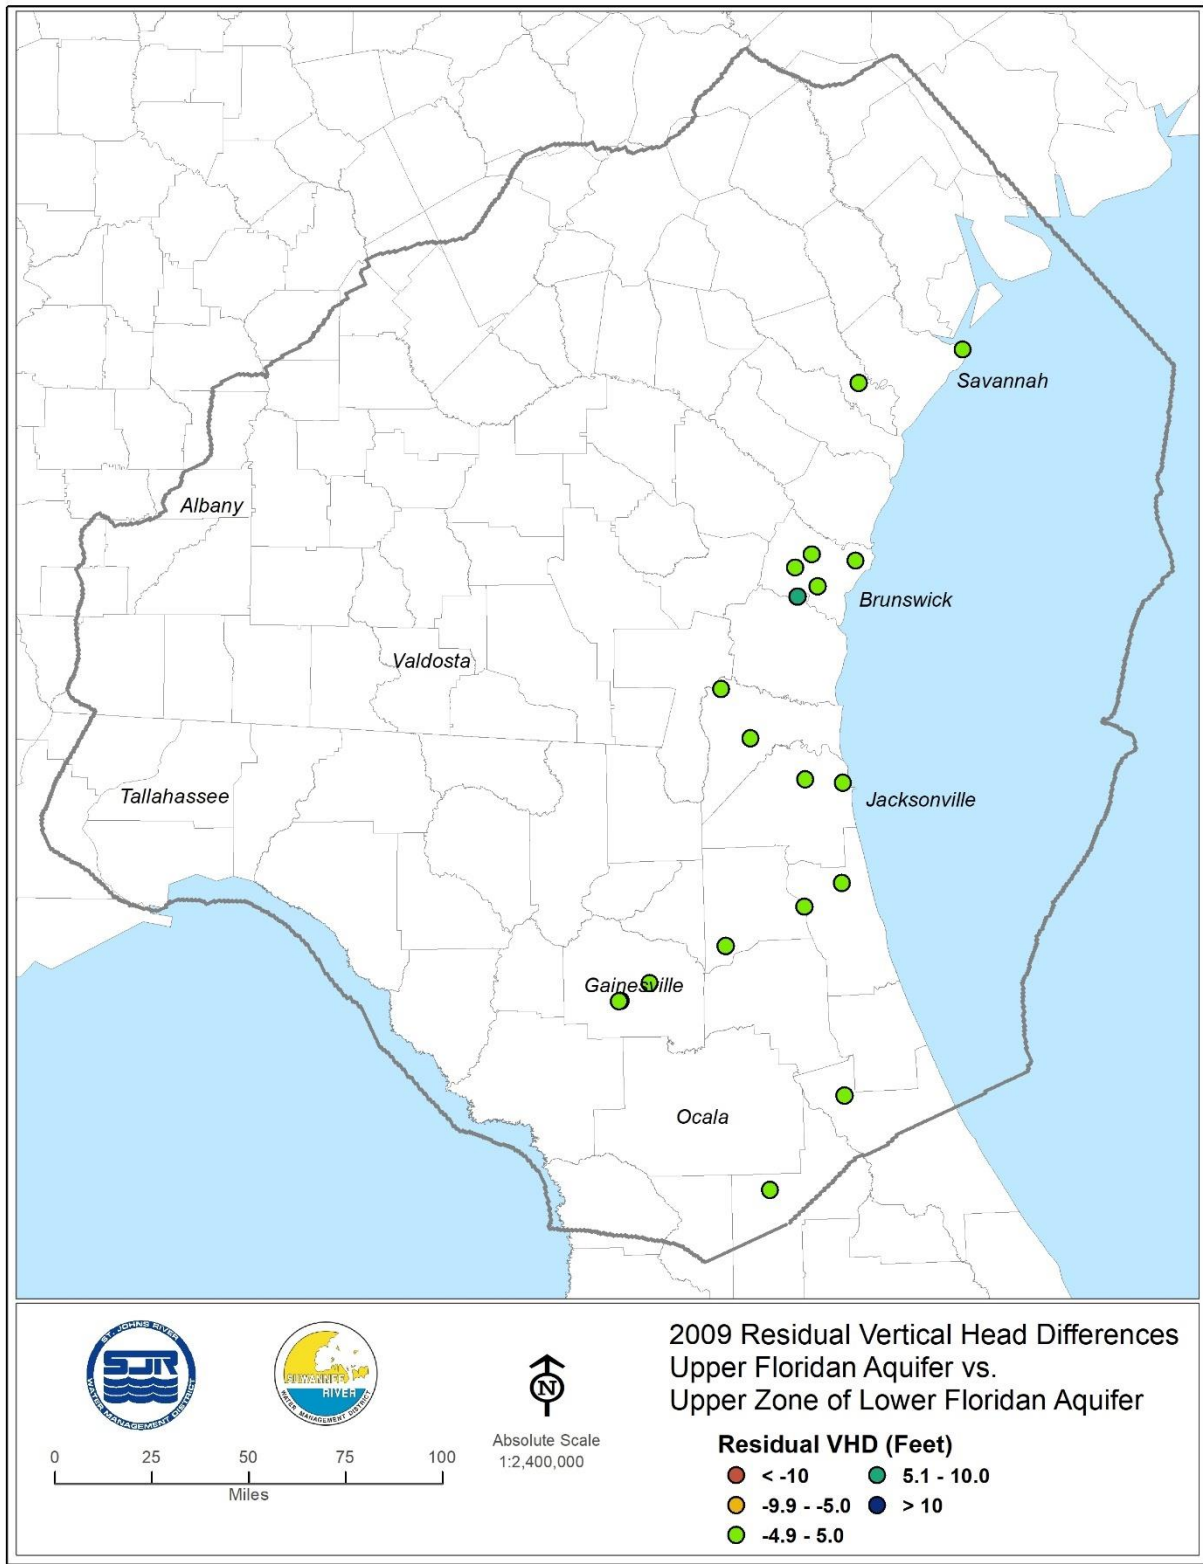 Savannah
Albany
Brunswick
Valdosta
Tallahassee
Jacksonville
Gainesville
Ocala
ST. JOHNS RIVER
SJR
WATER MANAGEMENT DISTRICT
SUWANNEE
RIVER
WATER MANAGEMENT DISTRICT
N
Absolute Scale
1:2,400,000
0 25 50 75 100
Miles
2009 Residual Vertical Head Differences
Upper Floridan Aquifer vs.
Upper Zone of Lower Floridan Aquifer
Residual VHD (Feet)
< -10 5.1 - 10.0
-9.9 - -5.0 > 10
-4.9 - 5.0